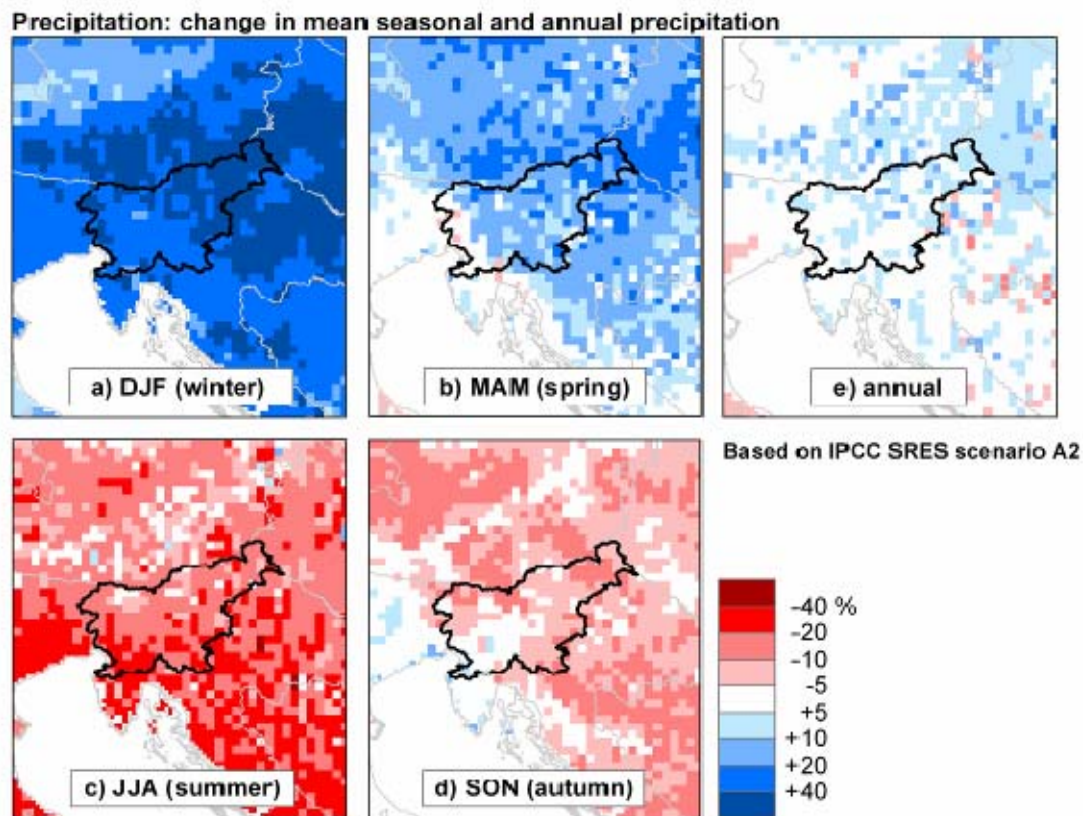 Precipitation: change in mean seasonal and annual precipitation
a) DJF (winter)
b) MAM (spring)
e) annual
c) JJA (summer)
d) SON (autumn)
Based on IPCC SRES scenario A2
-40 %
-20
-10
-5
+5
+10
+20
+40